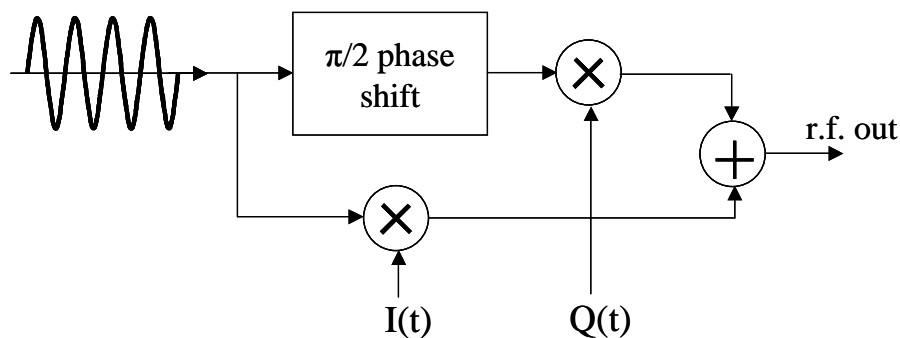 π/2 phase
shift
r.f. out
I(t)
Q(t)